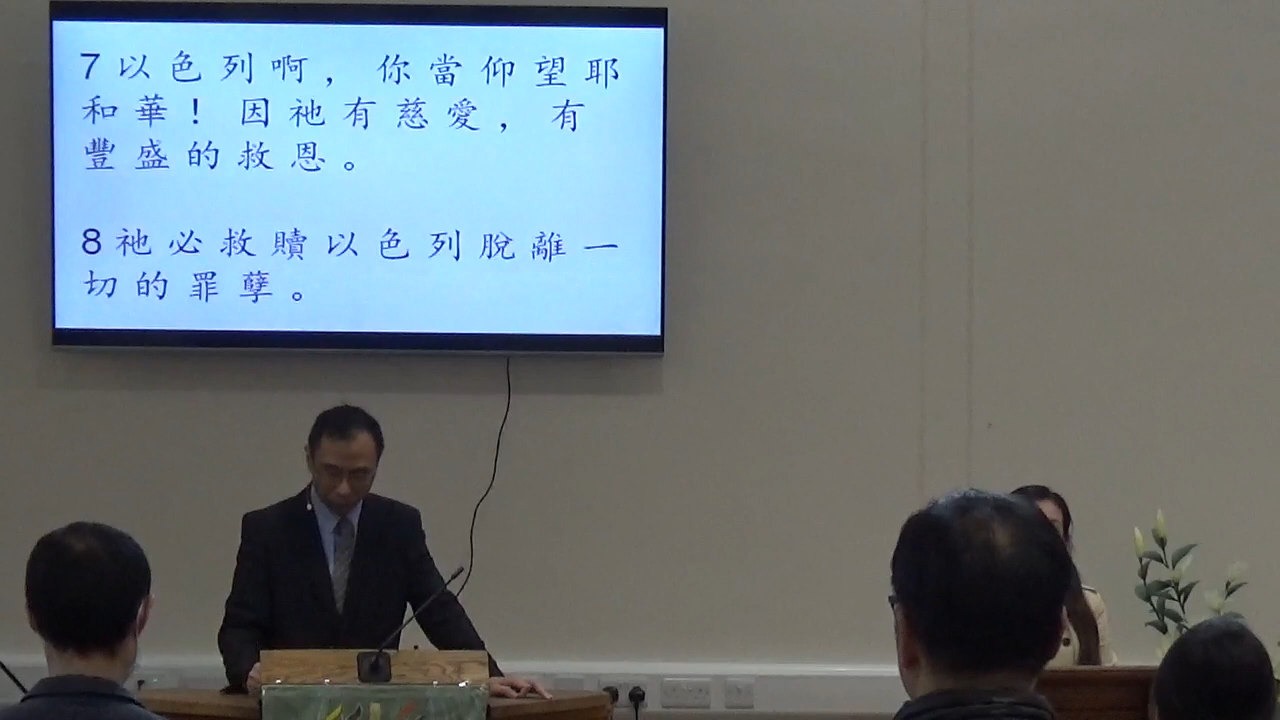 7以色列啊，你當仰望耶
和華！因祂有慈愛，有
豐盛的救恩。
8祂必救贖以色列脫離一
切的罪孽。